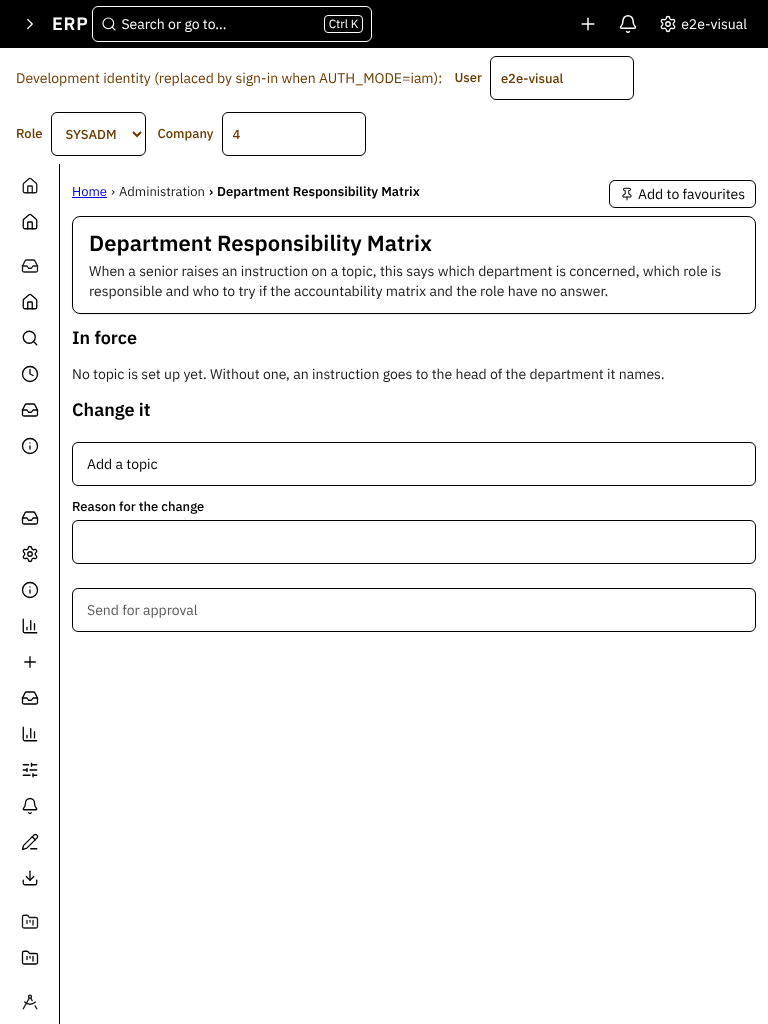 ERP Search or go to... Ctrl K e2e-visual
Development identity (replaced by sign-in when AUTH_MODE=iam): User e2e-visual
Role SYSADM Company 4
Home › Administration › Department Responsibility Matrix Add to favourites
Department Responsibility Matrix
When a senior raises an instruction on a topic, this says which department is concerned, which role is
responsible and who to try if the accountability matrix and the role have no answer.
In force
No topic is set up yet. Without one, an instruction goes to the head of the department it names.
Change it
Add a topic
Reason for the change
Send for approval